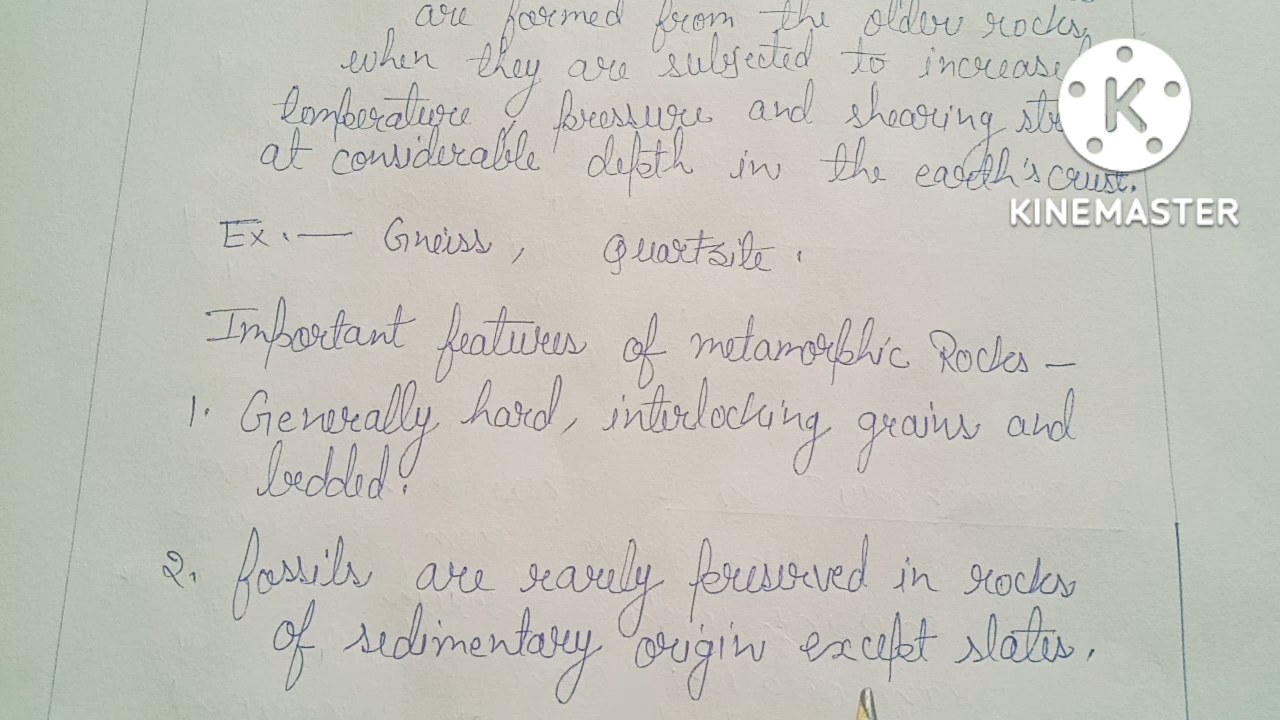 are formed from the older rocks,
when they are subjected to increase
temperature, pressure and shearing
at considerable depth in the earth's crust.
Ex. — Gneiss, Quartzite.
Important features of metamorphic Rocks —
1. Generally hard, interlocking grains and
bedded.
2. fossils are rarely preserved in rocks
of sedimentary origin except slates.
K
KINEMASTER